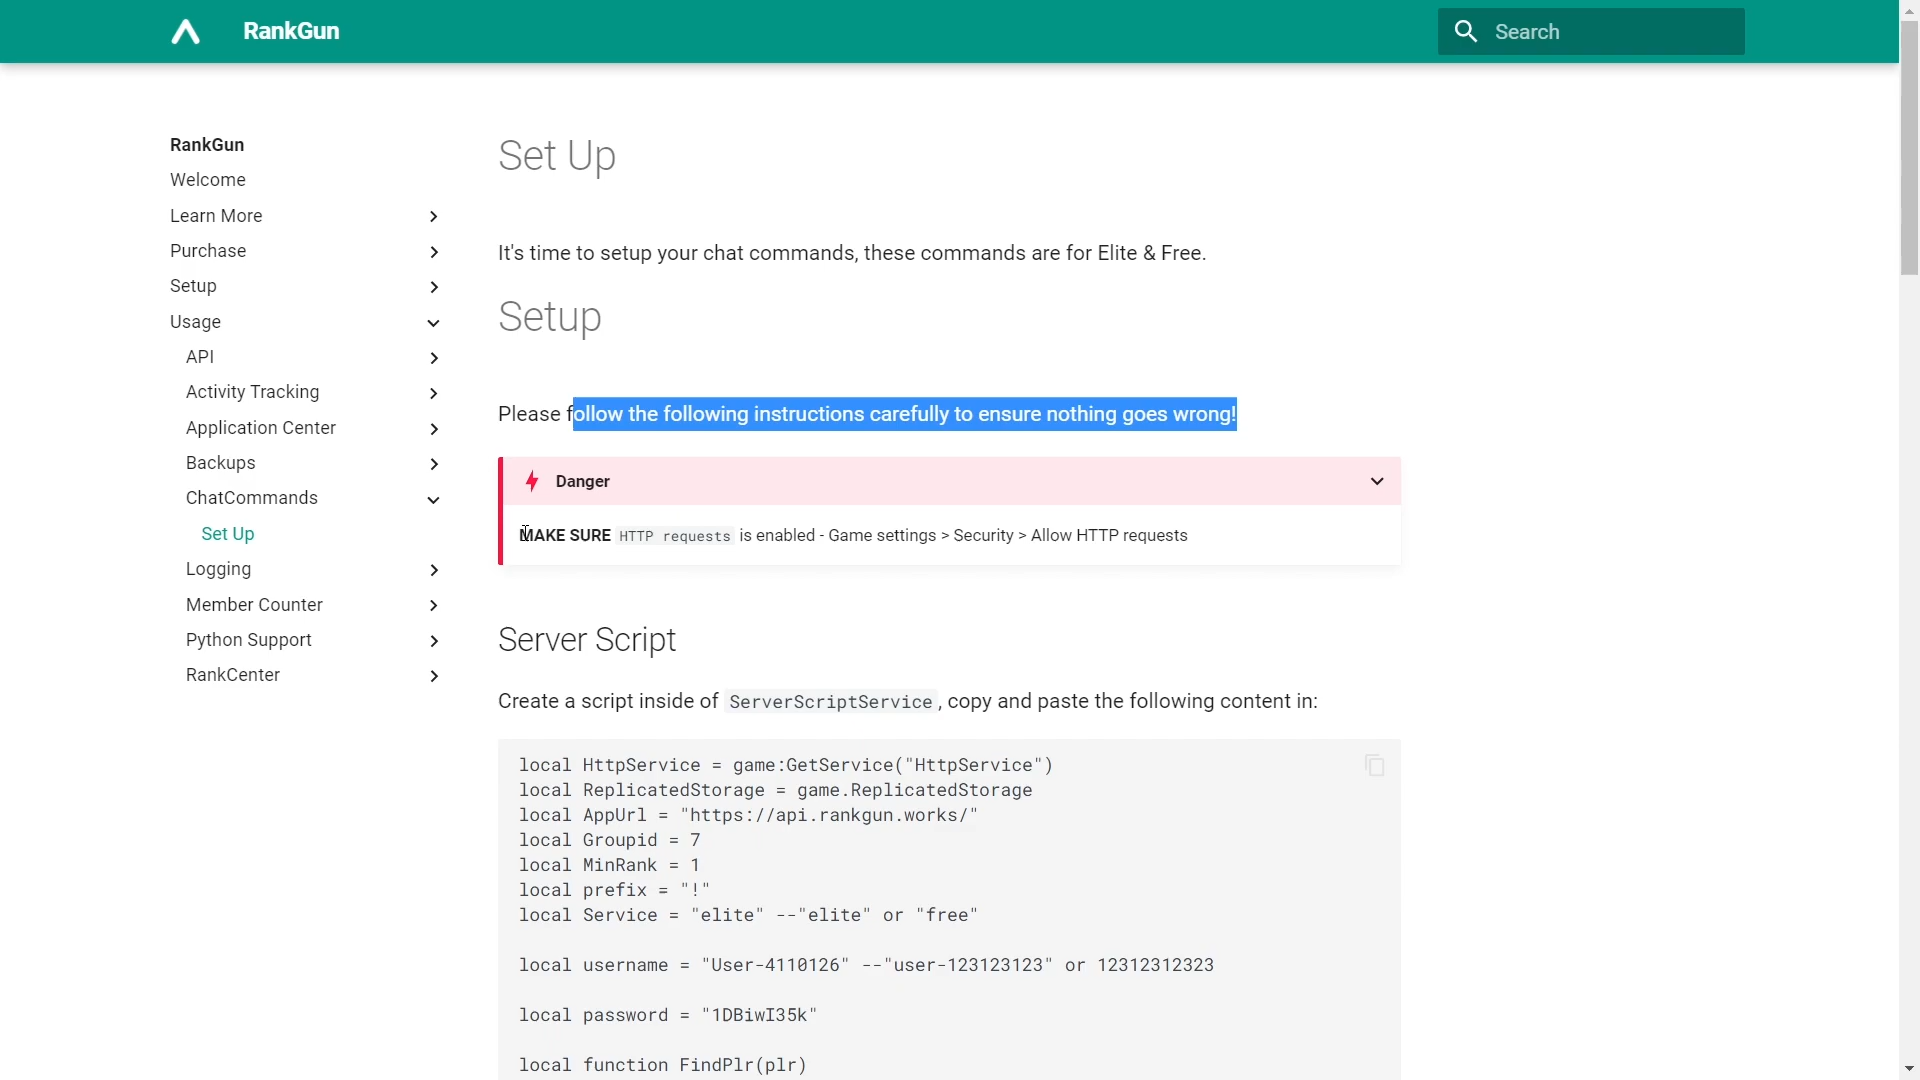 RankGun
Search
RankGun
Welcome
Learn More
Purchase
Setup
Usage
API
Activity Tracking
Application Center
Backups
ChatCommands
Set Up
Logging
Member Counter
Python Support
RankCenter
Set Up
It's time to setup your chat commands, these commands are for Elite & Free.
Setup
Please follow the following instructions carefully to ensure nothing goes wrong!
Danger
MAKE SURE HTTP requests is enabled - Game settings > Security > Allow HTTP requests
Server Script
Create a script inside of ServerScriptService, copy and paste the following content in:
local HttpService = game:GetService("HttpService")
local ReplicatedStorage = game.ReplicatedStorage
local AppUrl = "https://api.rankgun.works/"
local Groupid = 7
local MinRank = 1
local prefix = "!"
local Service = "elite" --"elite" or "free"
local username = "User-4110126" --"user-123123123" or 12312312323
local password = "1DBiwI35k"
local function FindPlr(plr)